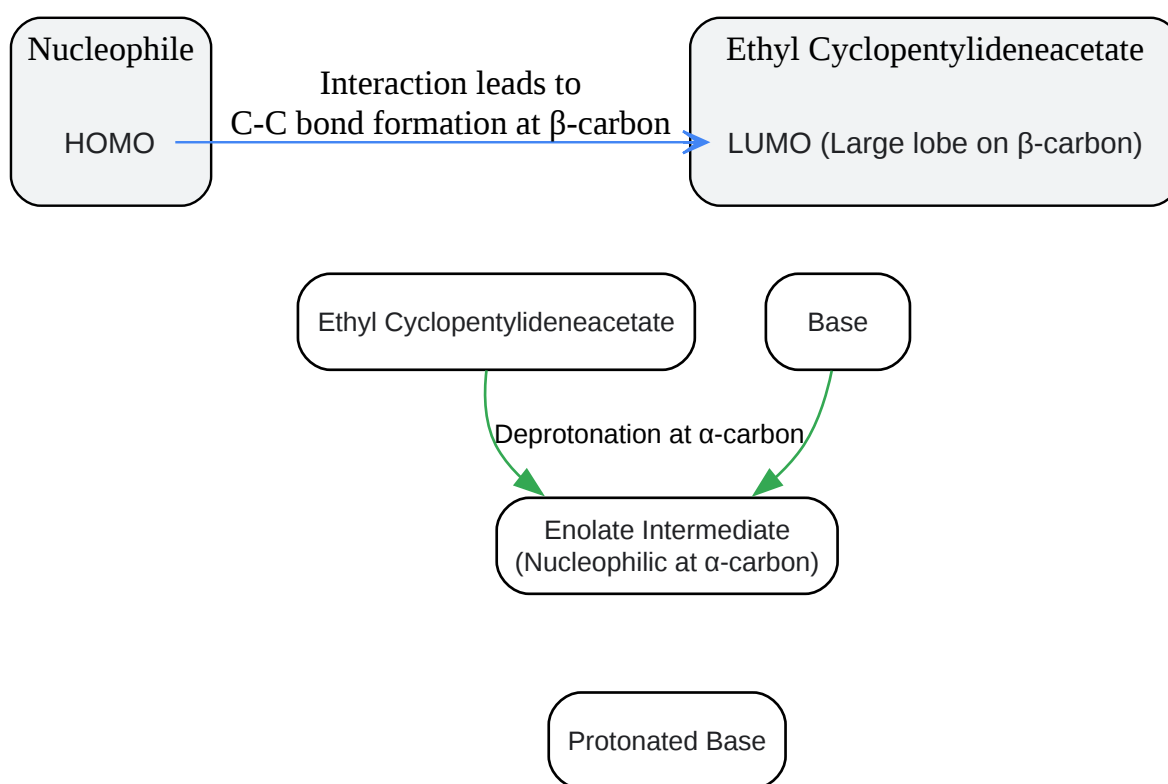 Nucleophile
Ethyl Cyclopentylideneacetate
Interaction leads to
C-C bond formation at β-carbon
HOMO
LUMO (Large lobe on β-carbon)
Ethyl Cyclopentylideneacetate
Base
Deprotonation at α-carbon
Enolate Intermediate
(Nucleophilic at α-carbon)
Protonated Base